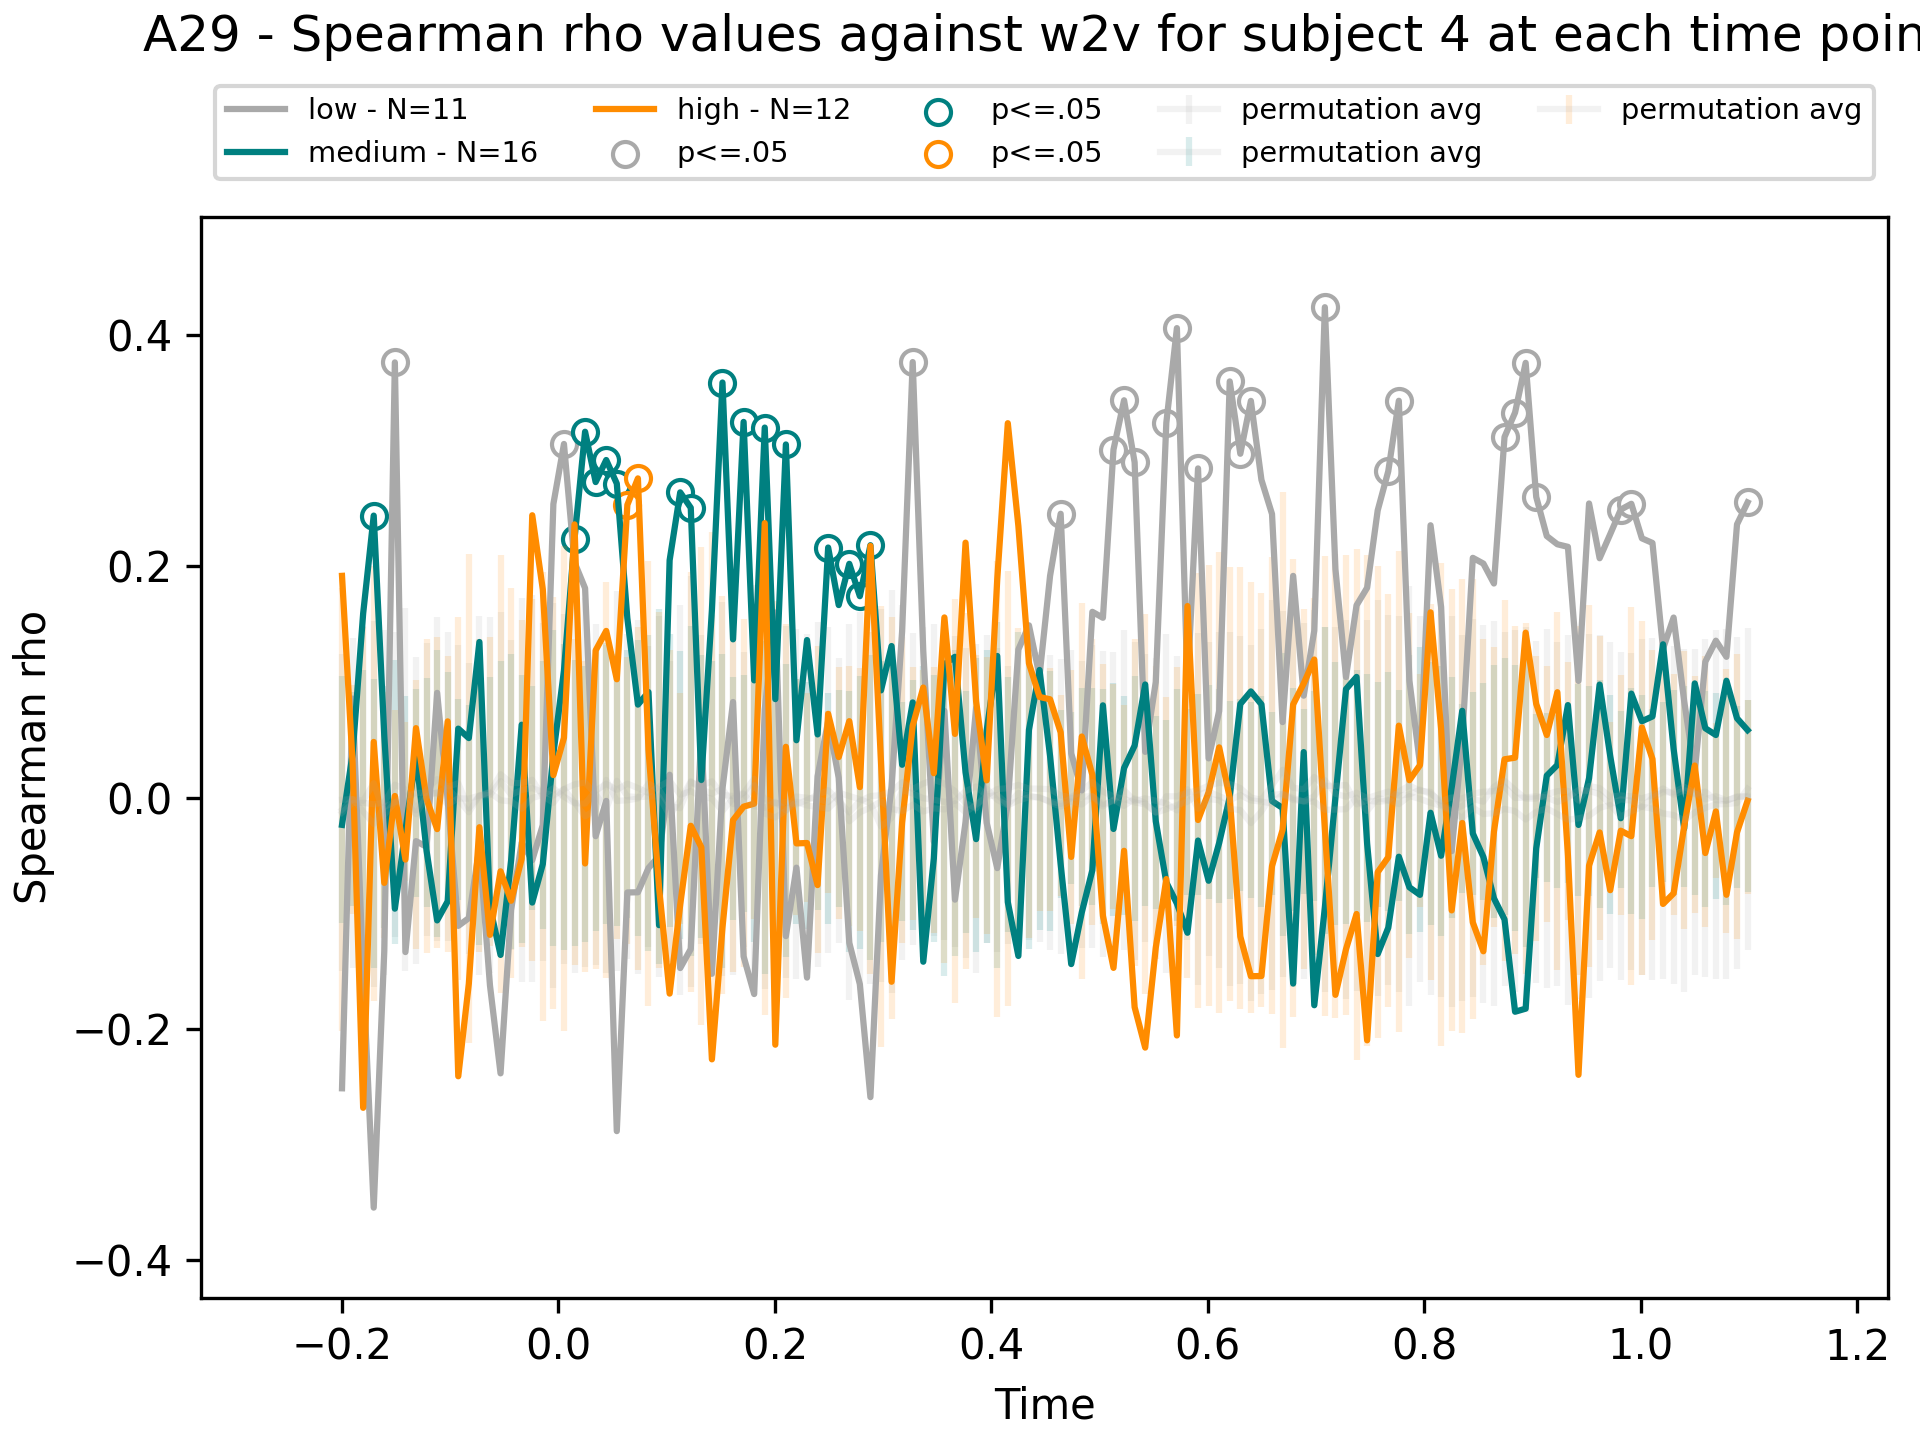 A29 - Spearman rho values against w2v for subject 4 at each time poin
low - N=11
medium - N=16
high - N=12
p<=.05
p<=.05
p<=.05
permutation avg
permutation avg
permutation avg
Spearman rho
0.4
0.2
0.0
−0.2
−0.4
−0.2 0.0 0.2 0.4 0.6 0.8 1.0 1.2
Time